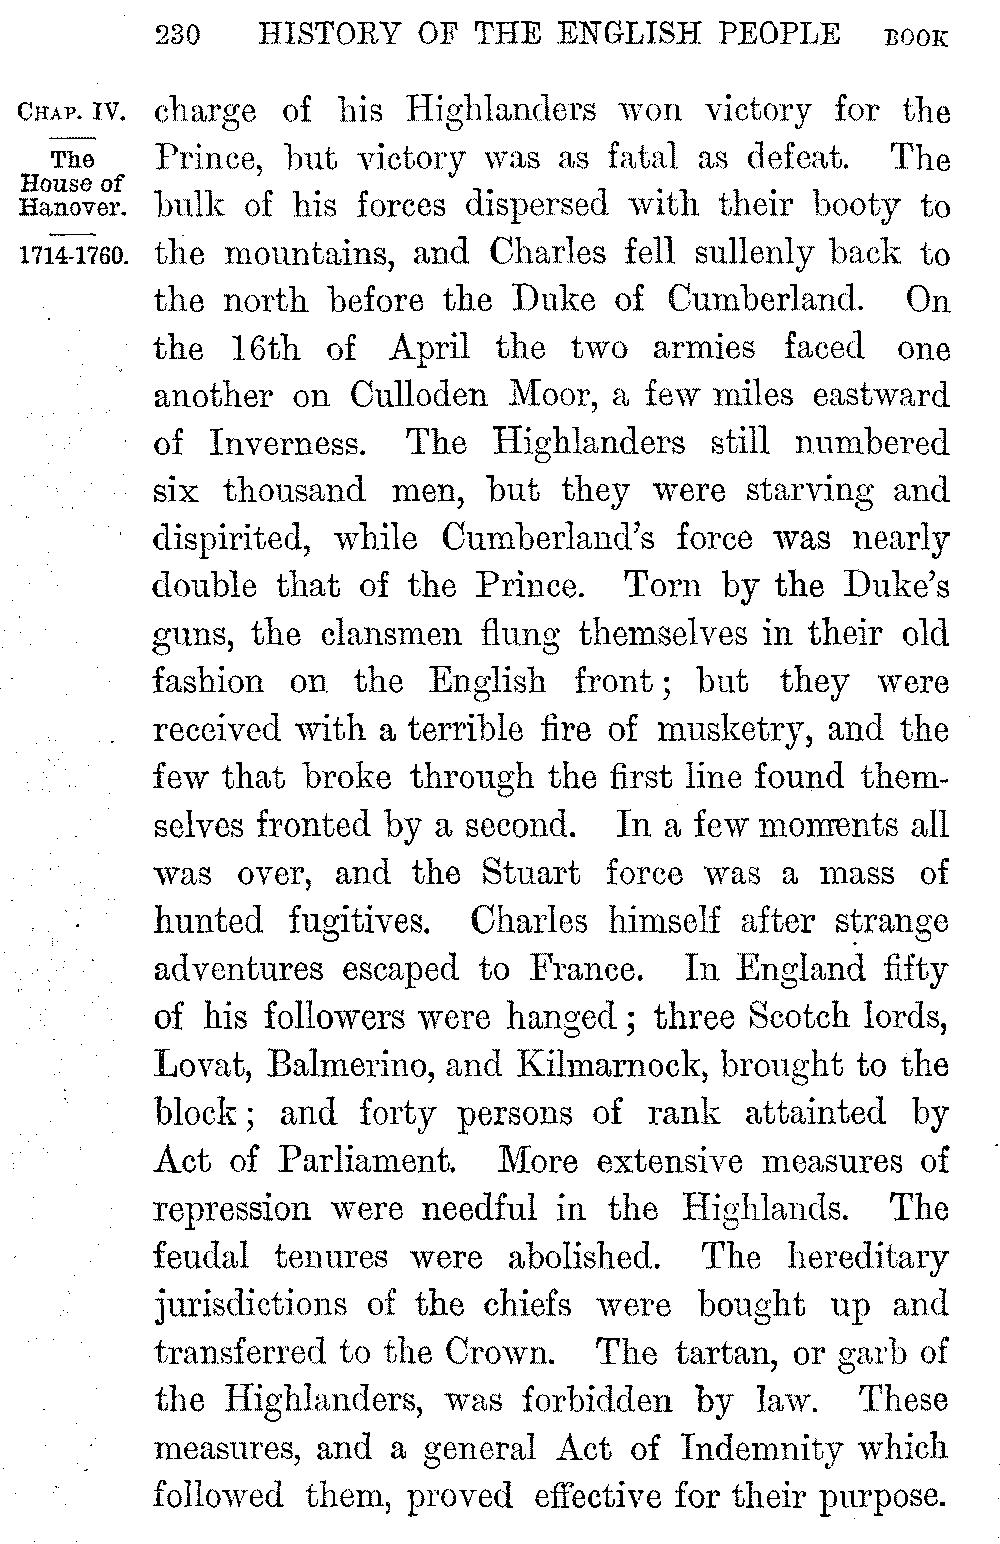 230 HISTORY OF THE ENGLISH PEOPLE BOOK
CHAP. IV.
The
House of
Hanover.
1714-1760.
charge of his Highlanders won victory for the
Prince, but victory was as fatal as defeat. The
bulk of his forces dispersed with their booty to
the mountains, and Charles fell sullenly back to
the north before the Duke of Cumberland. On
the 16th of April the two armies faced one
another on Culloden Moor, a few miles eastward
of Inverness. The Highlanders still numbered
six thousand men, but they were starving and
dispirited, while Cumberland's force was nearly
double that of the Prince. Torn by the Duke's
guns, the clansmen flung themselves in their old
fashion on the English front; but they were
received with a terrible fire of musketry, and the
few that broke through the first line found them-
selves fronted by a second. In a few moments all
was over, and the Stuart force was a mass of
hunted fugitives. Charles himself after strange
adventures escaped to France. In England fifty
of his followers were hanged; three Scotch lords,
Lovat, Balmerino, and Kilmarnock, brought to the
block; and forty persons of rank attainted by
Act of Parliament. More extensive measures of
repression were needful in the Highlands. The
feudal tenures were abolished. The hereditary
jurisdictions of the chiefs were bought up and
transferred to the Crown. The tartan, or garb of
the Highlanders, was forbidden by law. These
measures, and a general Act of Indemnity which
followed them, proved effective for their purpose.